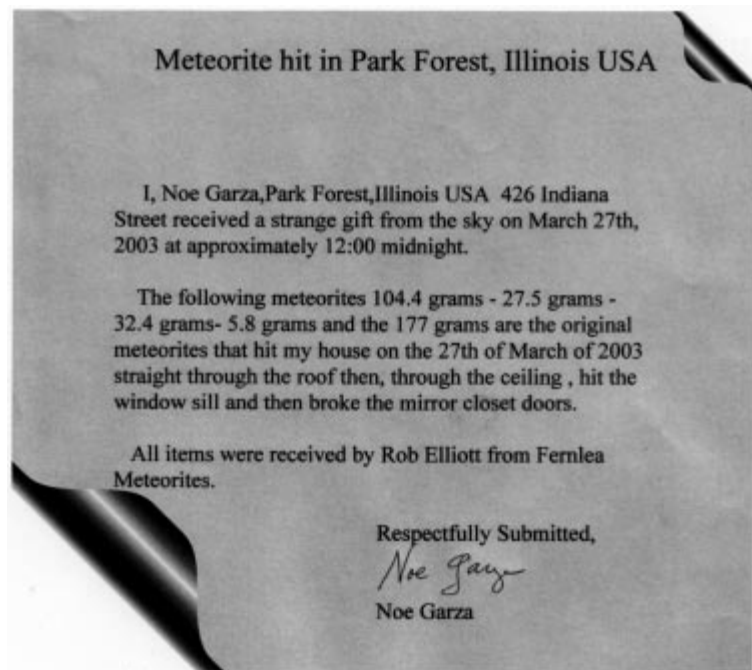 Meteorite hit in Park Forest, Illinois USA
I, Noe Garza,Park Forest,Illinois USA 426 Indiana
Street received a strange gift from the sky on March 27th,
2003 at approximately 12:00 midnight.
The following meteorites 104.4 grams - 27.5 grams -
32.4 grams- 5.8 grams and the 177 grams are the original
meteorites that hit my house on the 27th of March of 2003
straight through the roof then, through the ceiling , hit the
window sill and then broke the mirror closet doors.
All items were received by Rob Elliott from Fernlea
Meteorites.
Respectfully Submitted,
Noe Garza
Noe Garza